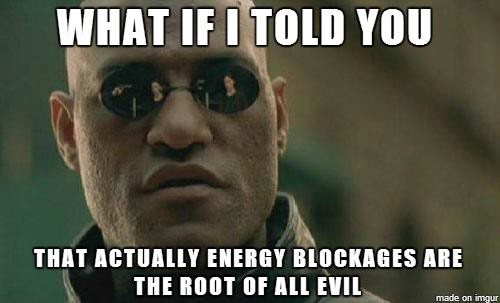 WHAT IF I TOLD YOU
THAT ACTUALLY ENERGY BLOCKAGES ARE
THE ROOT OF ALL EVIL
made on imgur